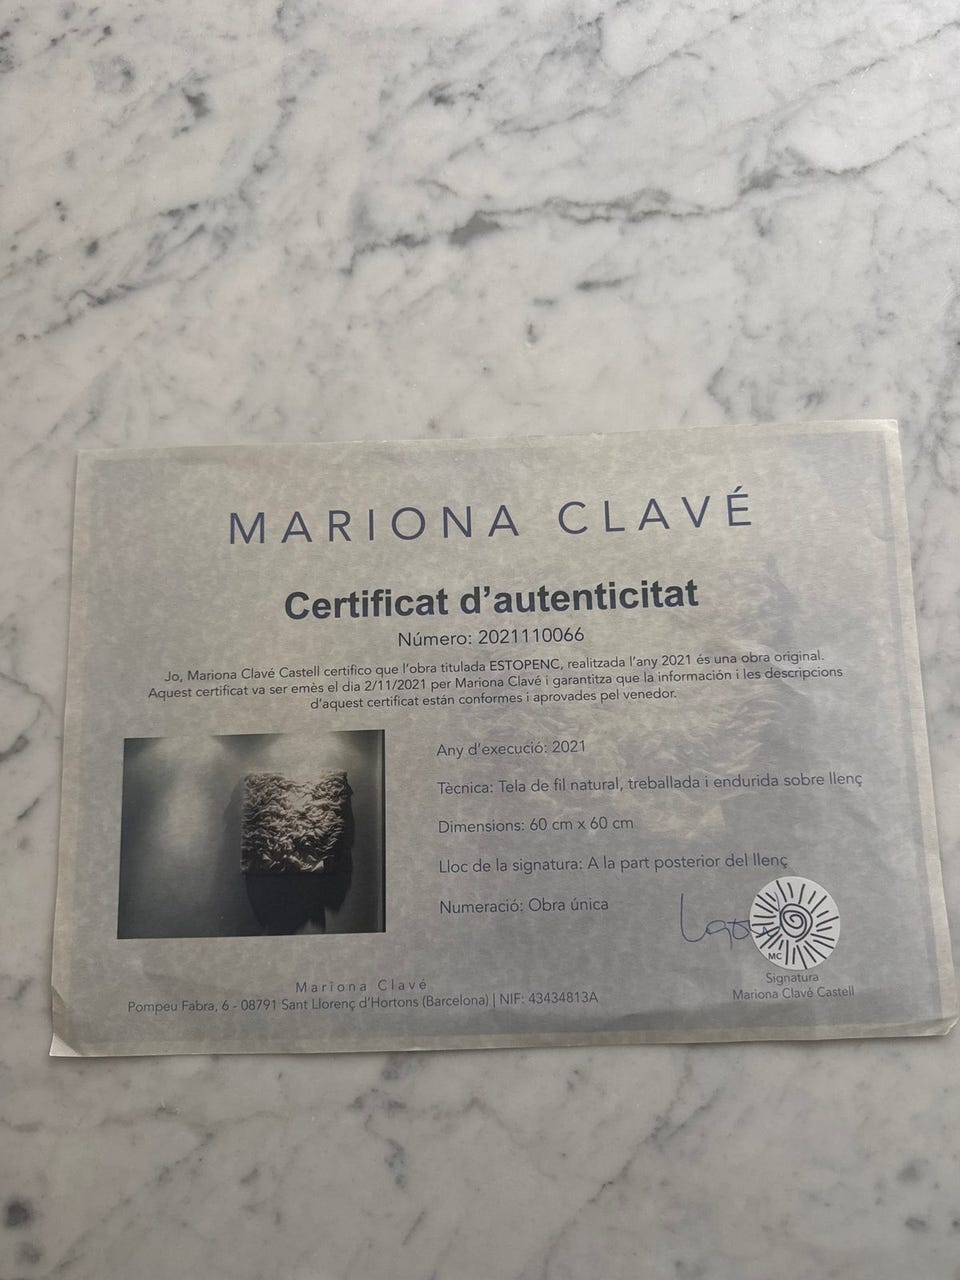 MARIONA CLAVÉ
Certificat d'autenticitat
Número: 2021110066
Jo, Mariona Clavé Castell certifico que l'obra titulada ESTOPENC, realitzada l'any 2021 és una obra original.
Aquest certificat va ser emès el dia 2/11/2021 per Mariona Clavé i garantitza que la información i les descripcions
d'aquest certificat están conformes i aprovades pel venedor.
Any d'execució: 2021
Tècnica: Tela de fil natural, treballada i endurida sobre llenç
Dimensions: 60 cm x 60 cm
Lloc de la signatura: A la part posterior del llenç
Numeració: Obra única
MC
Signatura
Mariona Clavé Castell
Mariona Clavé
Pompeu Fabra, 6 - 08791 Sant Llorenç d'Hortons (Barcelona) | NIF: 43434813A